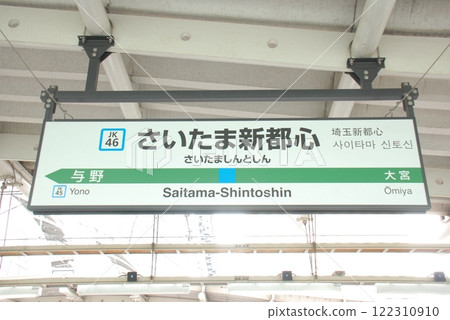 JK
46
さいたま新都心
さいたましんとしん
埼玉新都心
사이타마 신토신
与野
大宮
JK
45
Yono
Saitama-Shintoshin
Ōmiya
PIXTA
122310910